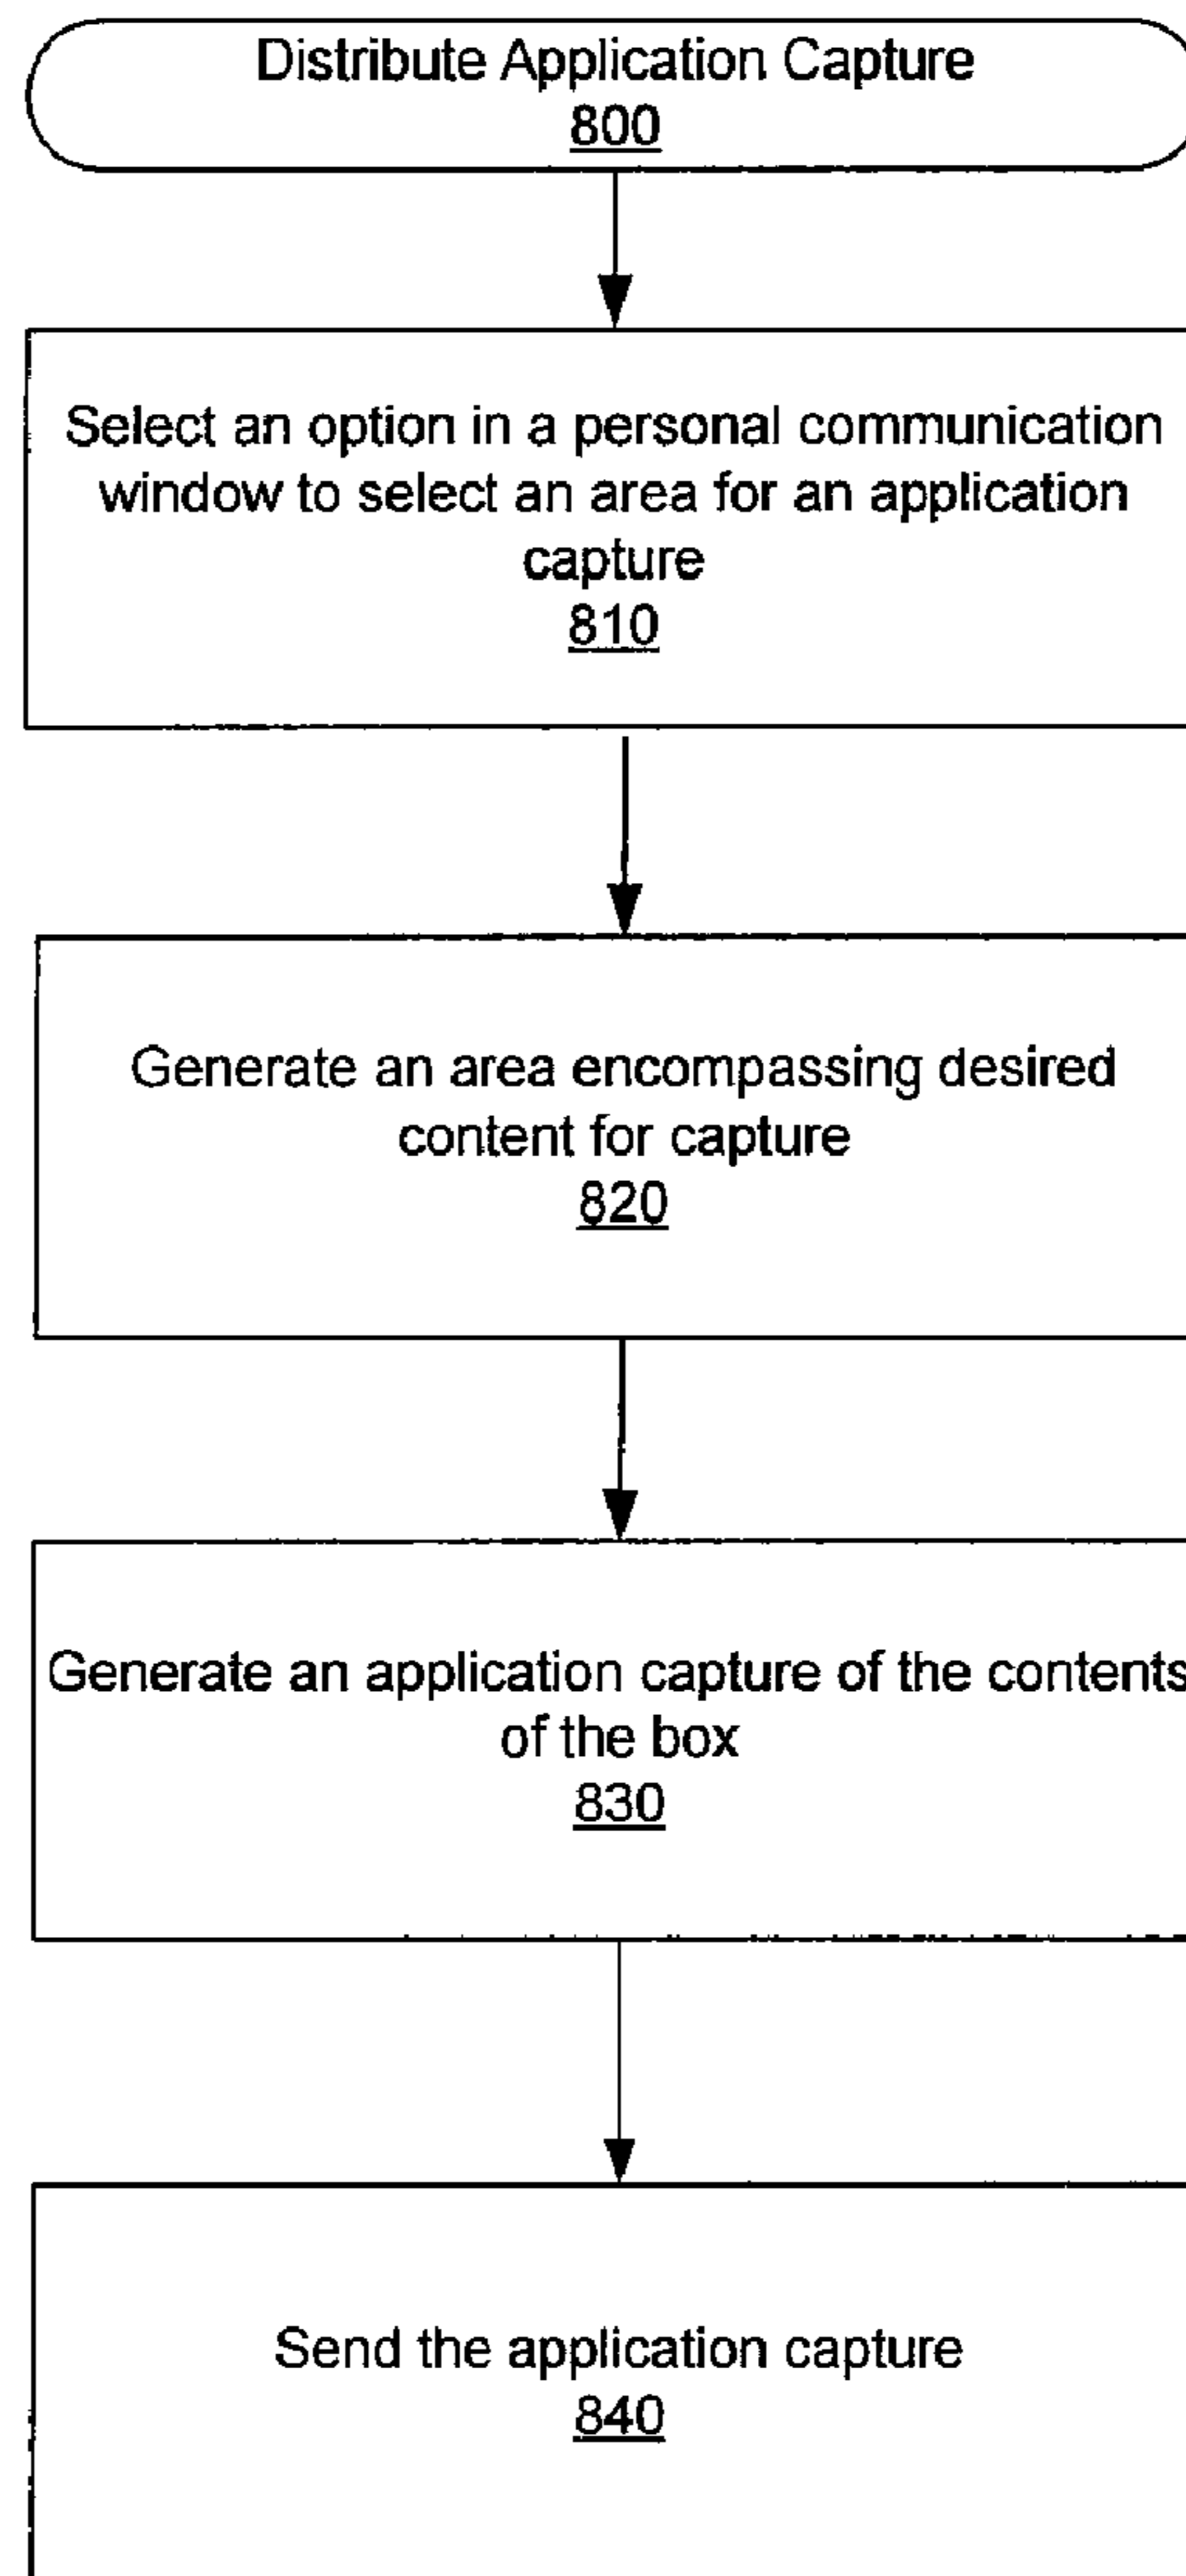 Distribute Application Capture
800
Select an option in a personal communication
window to select an area for an application
capture
810
Generate an area encompassing desired
content for capture
820
Generate an application capture of the contents
of the box
830
Send the application capture
840